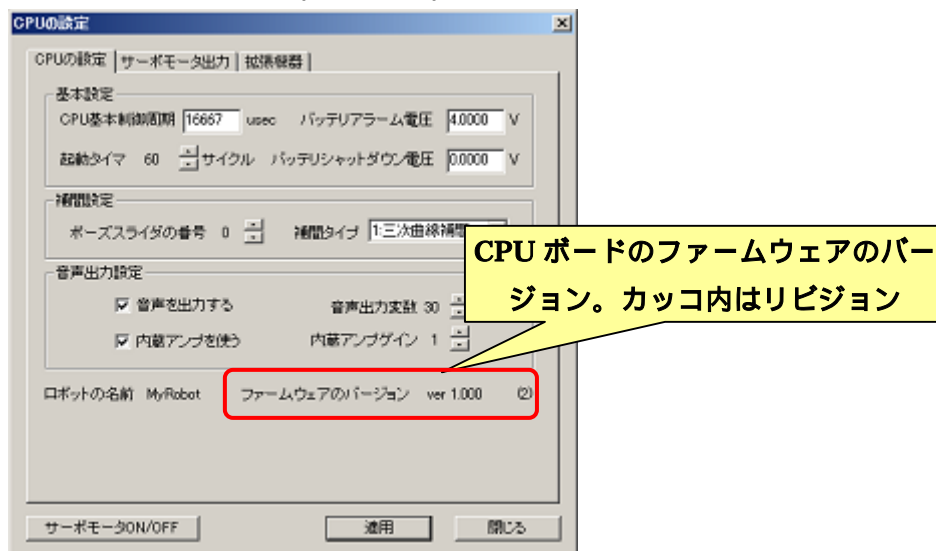 CPUの設定
CPUの設定 サーボモータ出力 拡張機器
基本設定
CPU基本制御周期 16667 usec バッテリアラーム電圧 4.0000 V
起動タイマ 60 サイクル バッテリシャットダウン電圧 0.0000 V
補間設定
ポーズスライダの番号 0 補間タイプ 1:三次曲線補間
CPU ボードのファームウェアのバー
ジョン。カッコ内はリビジョン
音声出力設定
音声を出力する 音声出力変数 30
内蔵アンプを使う 内蔵アンプゲイン 1
ロボットの名前 MyRobot ファームウェアのバージョン ver 1.000 (2)
サーボモータON/OFF 適用 閉じる